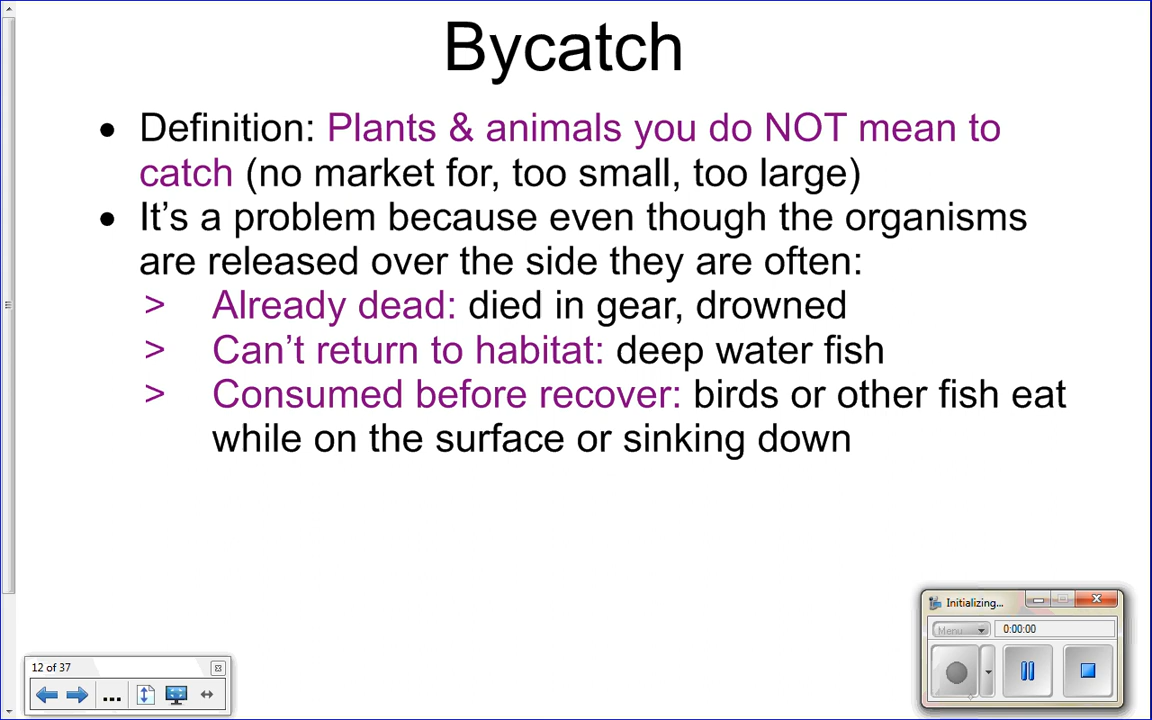 Bycatch
• Definition: Plants & animals you do NOT mean to
catch (no market for, too small, too large)
• It's a problem because even though the organisms
are released over the side they are often:
> Already dead: died in gear, drowned
> Can't return to habitat: deep water fish
> Consumed before recover: birds or other fish eat
while on the surface or sinking down
Initializing...
Menu 0:00:00
12 of 37
...